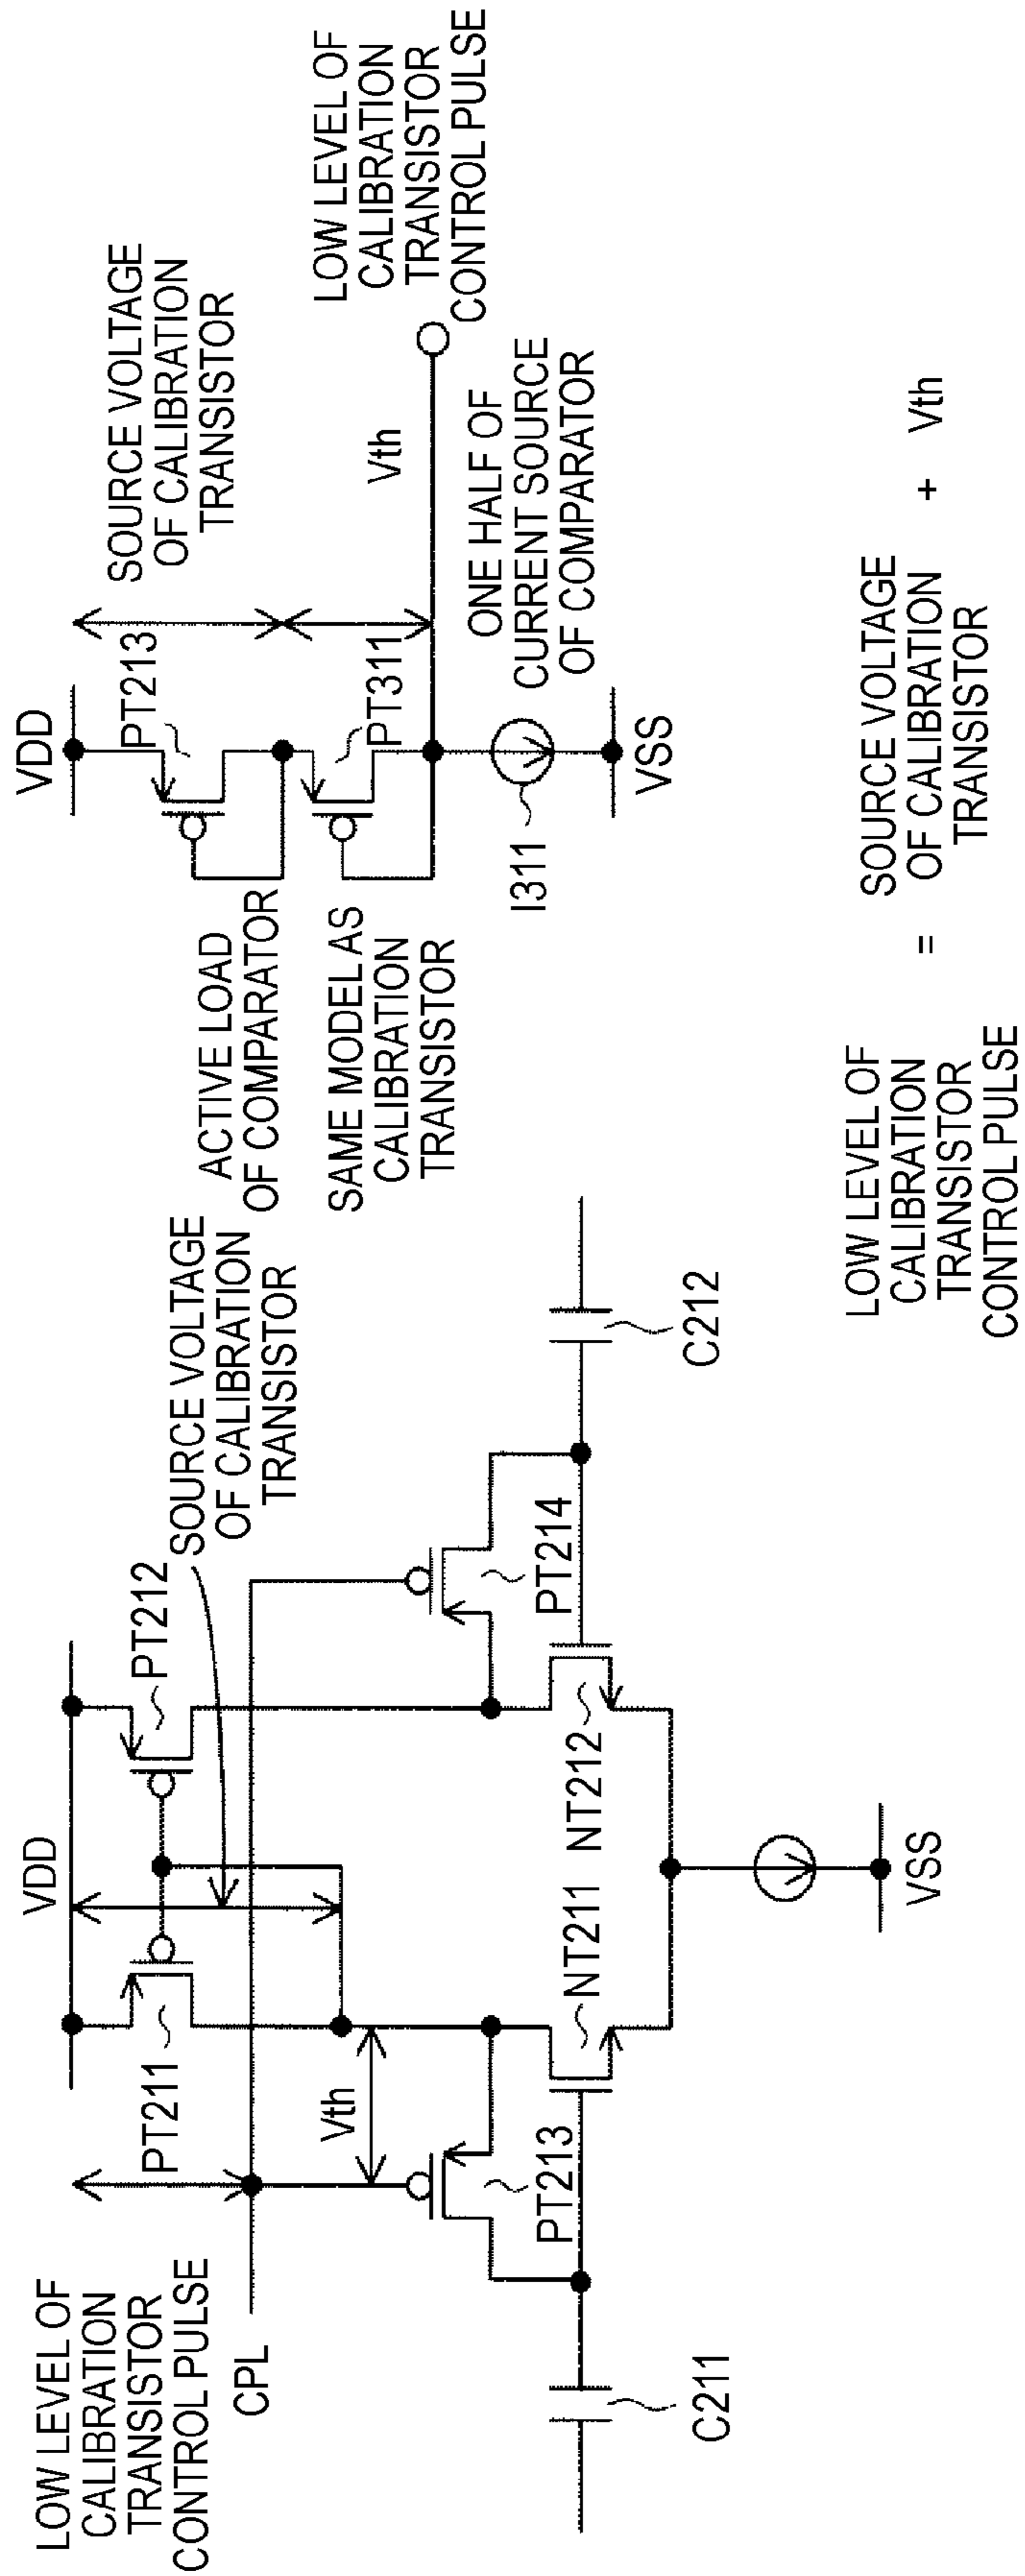 LOW LEVEL OF
CALIBRATION
TRANSISTOR
CONTROL PULSE
CPL
VDD
PT211
PT212
SOURCE VOLTAGE
OF CALIBRATION
TRANSISTOR
Vth
PT213
PT214
NT211
NT212
C211
C212
VSS
VDD
PT213
SOURCE VOLTAGE
OF CALIBRATION
TRANSISTOR
ACTIVE LOAD
OF COMPARATOR
SAME MODEL AS
CALIBRATION
TRANSISTOR
PT311
Vth
LOW LEVEL OF
CALIBRATION
TRANSISTOR
CONTROL PULSE
I311
ONE HALF OF
CURRENT SOURCE
OF COMPARATOR
VSS
LOW LEVEL OF
CALIBRATION
TRANSISTOR
CONTROL PULSE
=
SOURCE VOLTAGE
OF CALIBRATION
TRANSISTOR
+
Vth